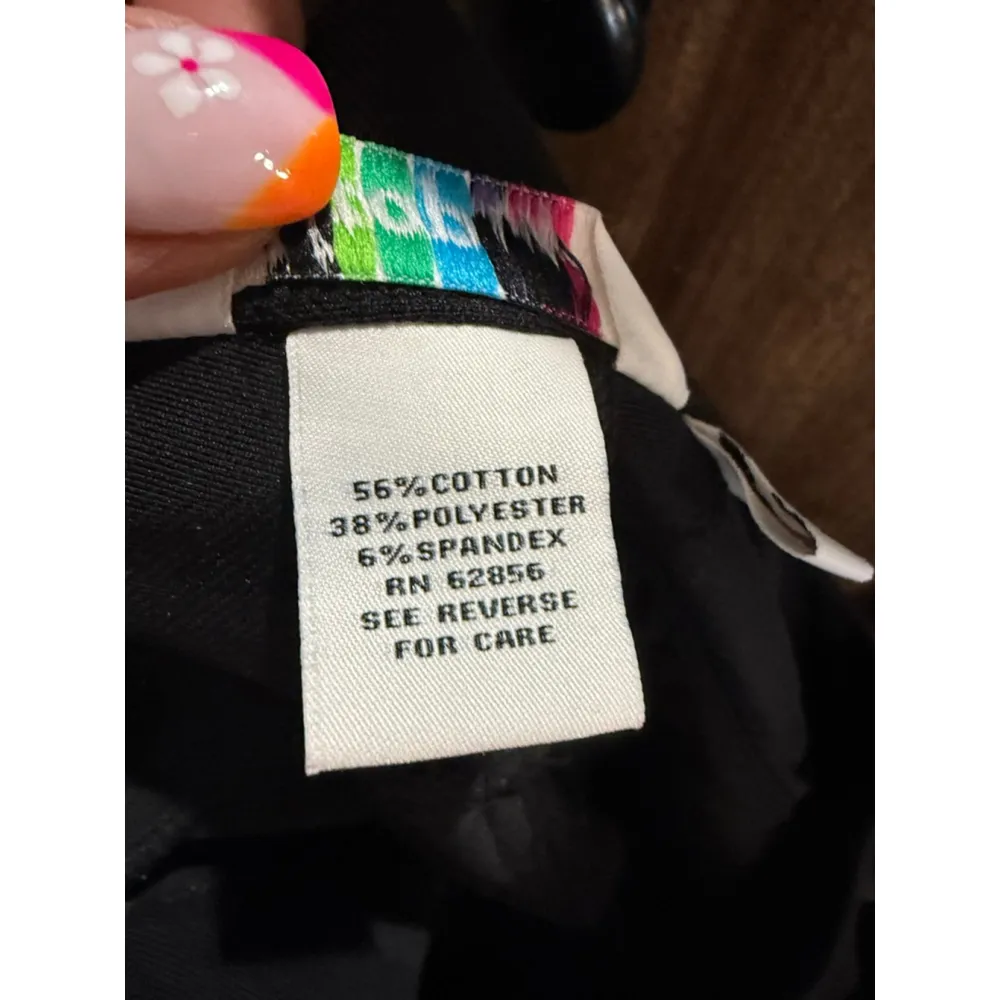 56%COTTON
38%POLYESTER
6%SPANDEX
RN 62856
SEE REVERSE
FOR CARE